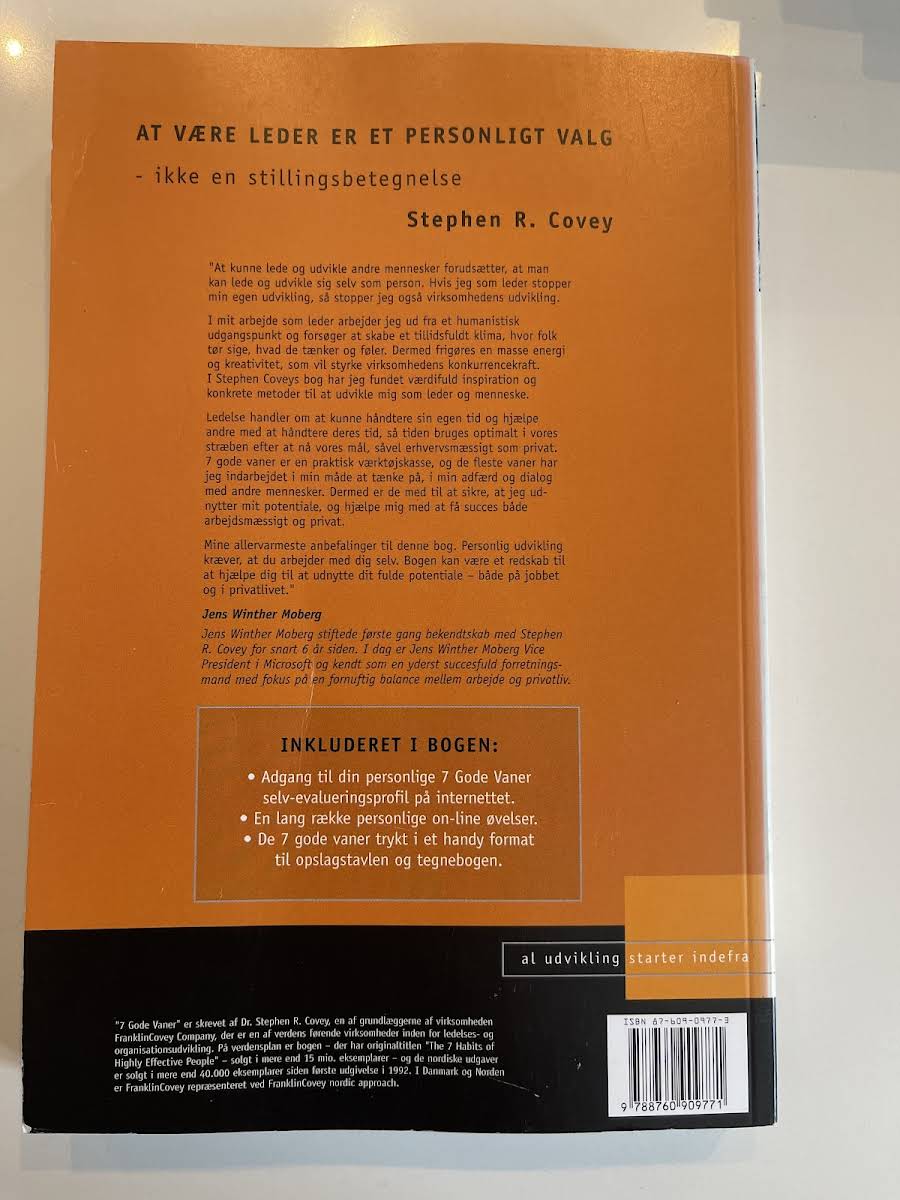 AT VÆRE LEDER ER ET PERSONLIGT VALG
- ikke en stillingsbetegnelse
Stephen R. Covey
"At kunne lede og udvikle andre mennesker forudsætter, at man
kan lede og udvikle sig selv som person. Hvis jeg som leder stopper
min egen udvikling, så stopper jeg også virksomhedens udvikling.
I mit arbejde som leder arbejder jeg ud fra et humanistisk
udgangspunkt og forsøger at skabe et tillidsfuldt klima, hvor folk
tør sige, hvad de tænker og føler. Dermed frigøres en masse energi
og kreativitet, som vil styrke virksomhedens konkurrencekraft.
I Stephen Coveys bog har jeg fundet værdifuld inspiration og
konkrete metoder til at udvikle mig som leder og menneske.
Ledelse handler om at kunne håndtere sin egen tid og hjælpe
andre med at håndtere deres tid, så tiden bruges optimalt i vores
stræben efter at nå vores mål, såvel erhvervsmæssigt som privat.
7 gode vaner er en praktisk værktøjskasse, og de fleste vaner har
jeg indarbejdet i min måde at tænke på, i min adfærd og dialog
med andre mennesker. Dermed er de med til at sikre, at jeg ud-
nytter mit potentiale, og hjælpe mig med at få succes både
arbejdsmæssigt og privat.
Mine allervarmeste anbefalinger til denne bog. Personlig udvikling
kræver, at du arbejder med dig selv. Bogen kan være et redskab til
at hjælpe dig til at udnytte dit fulde potentiale – både på jobbet
og i privatlivet."
Jens Winther Moberg
Jens Winther Moberg stiftede første gang bekendtskab med Stephen
R. Covey for snart 6 år siden. I dag er Jens Winther Moberg Vice
President i Microsoft og kendt som en yderst succesfuld forretnings-
mand med fokus på en fornuftig balance mellem arbejde og privatliv.
INKLUDERET I BOGEN:
• Adgang til din personlige 7 Gode Vaner
selv-evalueringsprofil på internettet.
• En lang række personlige on-line øvelser.
• De 7 gode vaner trykt i et handy format
til opslagstavlen og tegnebogen.
al udvikling starter indefra
"7 Gode Vaner" er skrevet af Dr. Stephen R. Covey, en af grundlæggerne af virksomheden
FranklinCovey Company, der er en af verdens førende virksomheder inden for ledelses- og
organisationsudvikling. På verdensplan er bogen – der har originaltitlen "The 7 Habits of
Highly Effective People" – solgt i mere end 15 mio. eksemplarer – og de nordiske udgaver
er solgt i mere end 40.000 eksemplarer siden første udgivelse i 1992. I Danmark og Norden
er FranklinCovey repræsenteret ved FranklinCovey nordic approach.
ISBN 87-609-0977-3
9 788760 909771